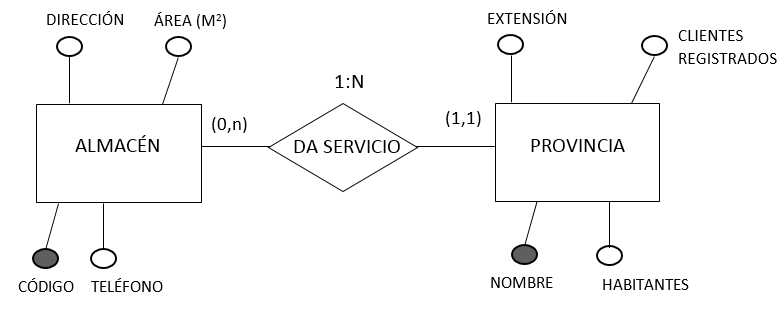 DIRECCIÓN
ÁREA (M²)
EXTENSIÓN
CLIENTES
REGISTRADOS
1:N
(0,n)
(1,1)
ALMACÉN
DA SERVICIO
PROVINCIA
CÓDIGO
TELÉFONO
NOMBRE
HABITANTES